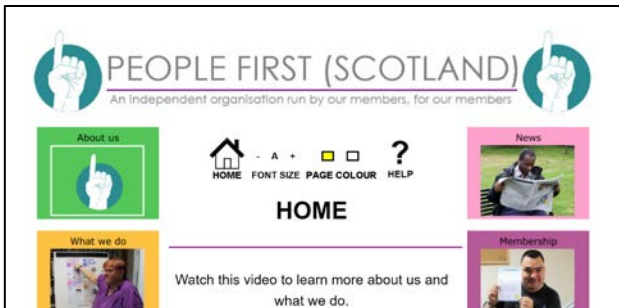 PEOPLE FIRST (SCOTLAND)
An independent organisation run by our members, for our members
About us
News
- A + ?
HOME FONT SIZE PAGE COLOUR HELP
HOME
What we do
Membership
Watch this video to learn more about us and
what we do.